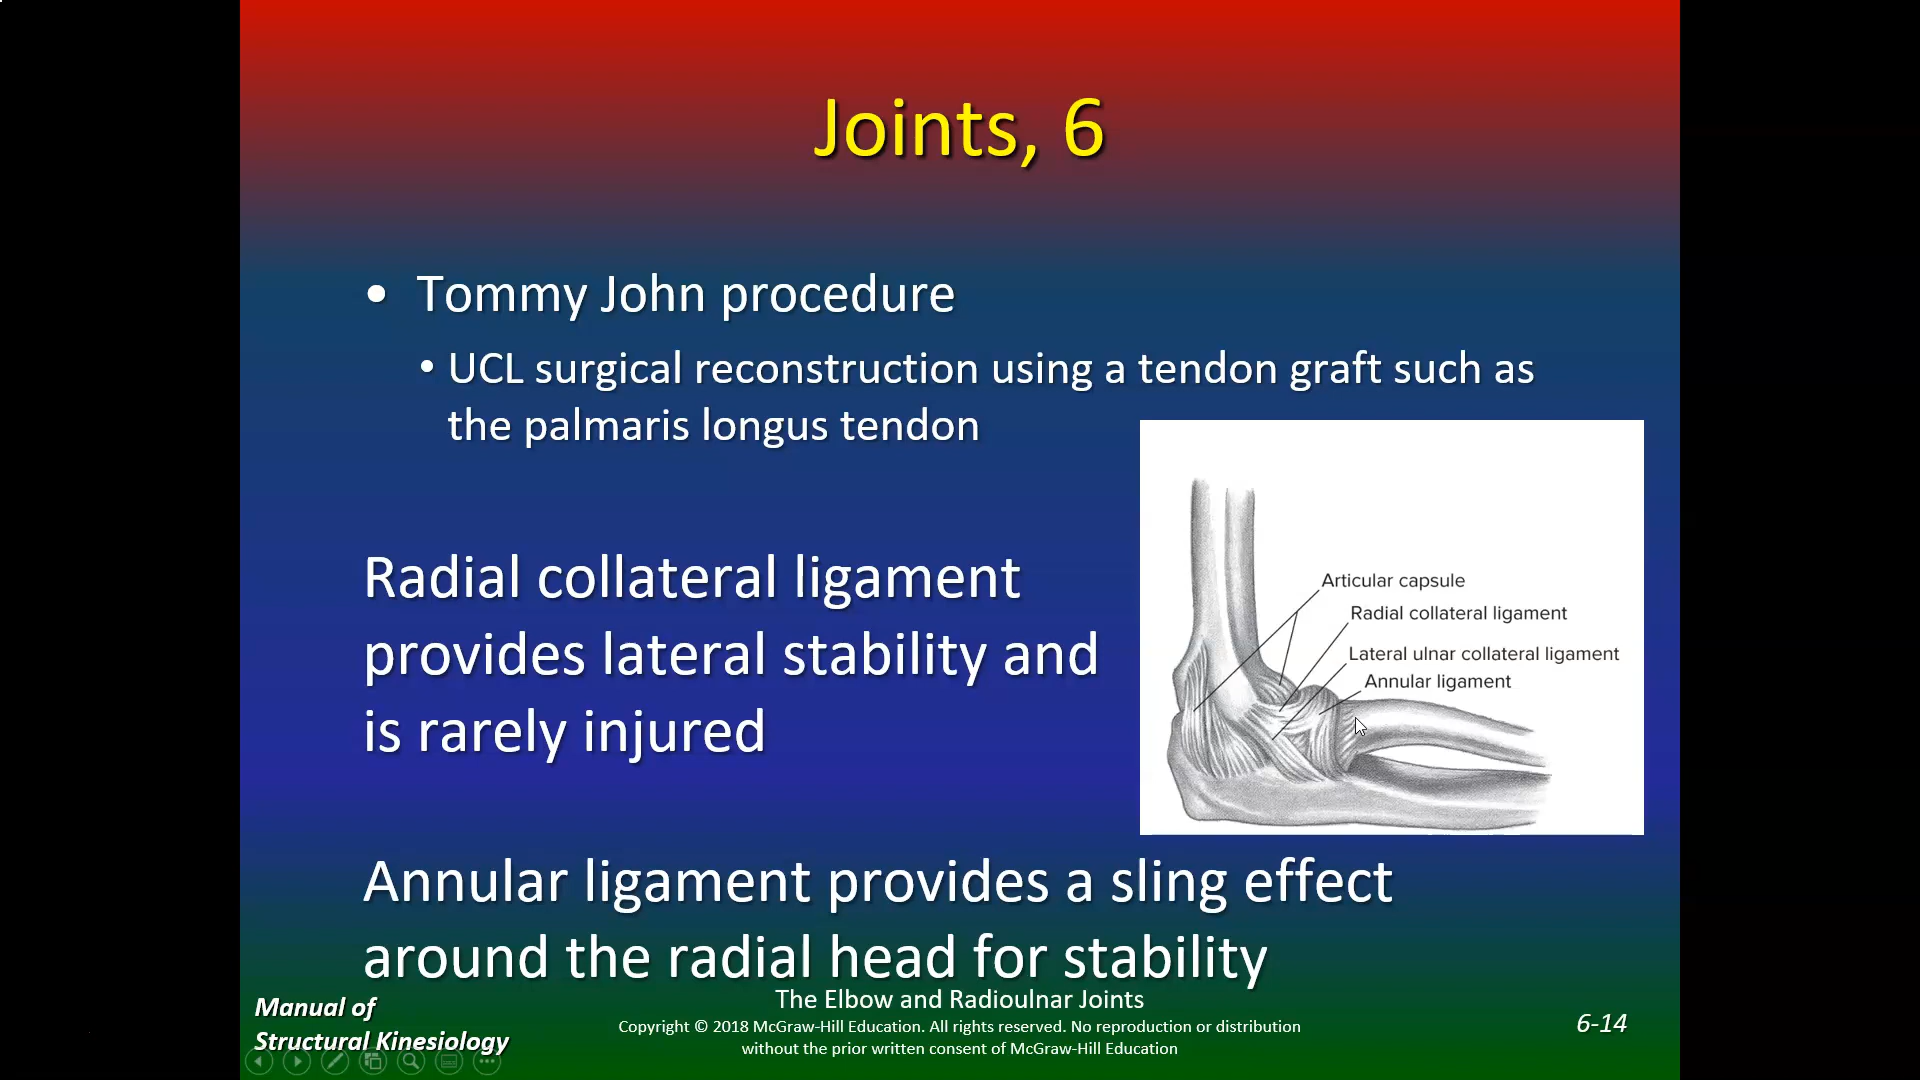 Joints, 6
• Tommy John procedure
• UCL surgical reconstruction using a tendon graft such as
the palmaris longus tendon
Radial collateral ligament
provides lateral stability and
is rarely injured
Articular capsule
Radial collateral ligament
Lateral ulnar collateral ligament
Annular ligament
Annular ligament provides a sling effect
around the radial head for stability
Manual of
Structural Kinesiology
The Elbow and Radioulnar Joints
Copyright © 2018 McGraw-Hill Education. All rights reserved. No reproduction or distribution
without the prior written consent of McGraw-Hill Education
6-14